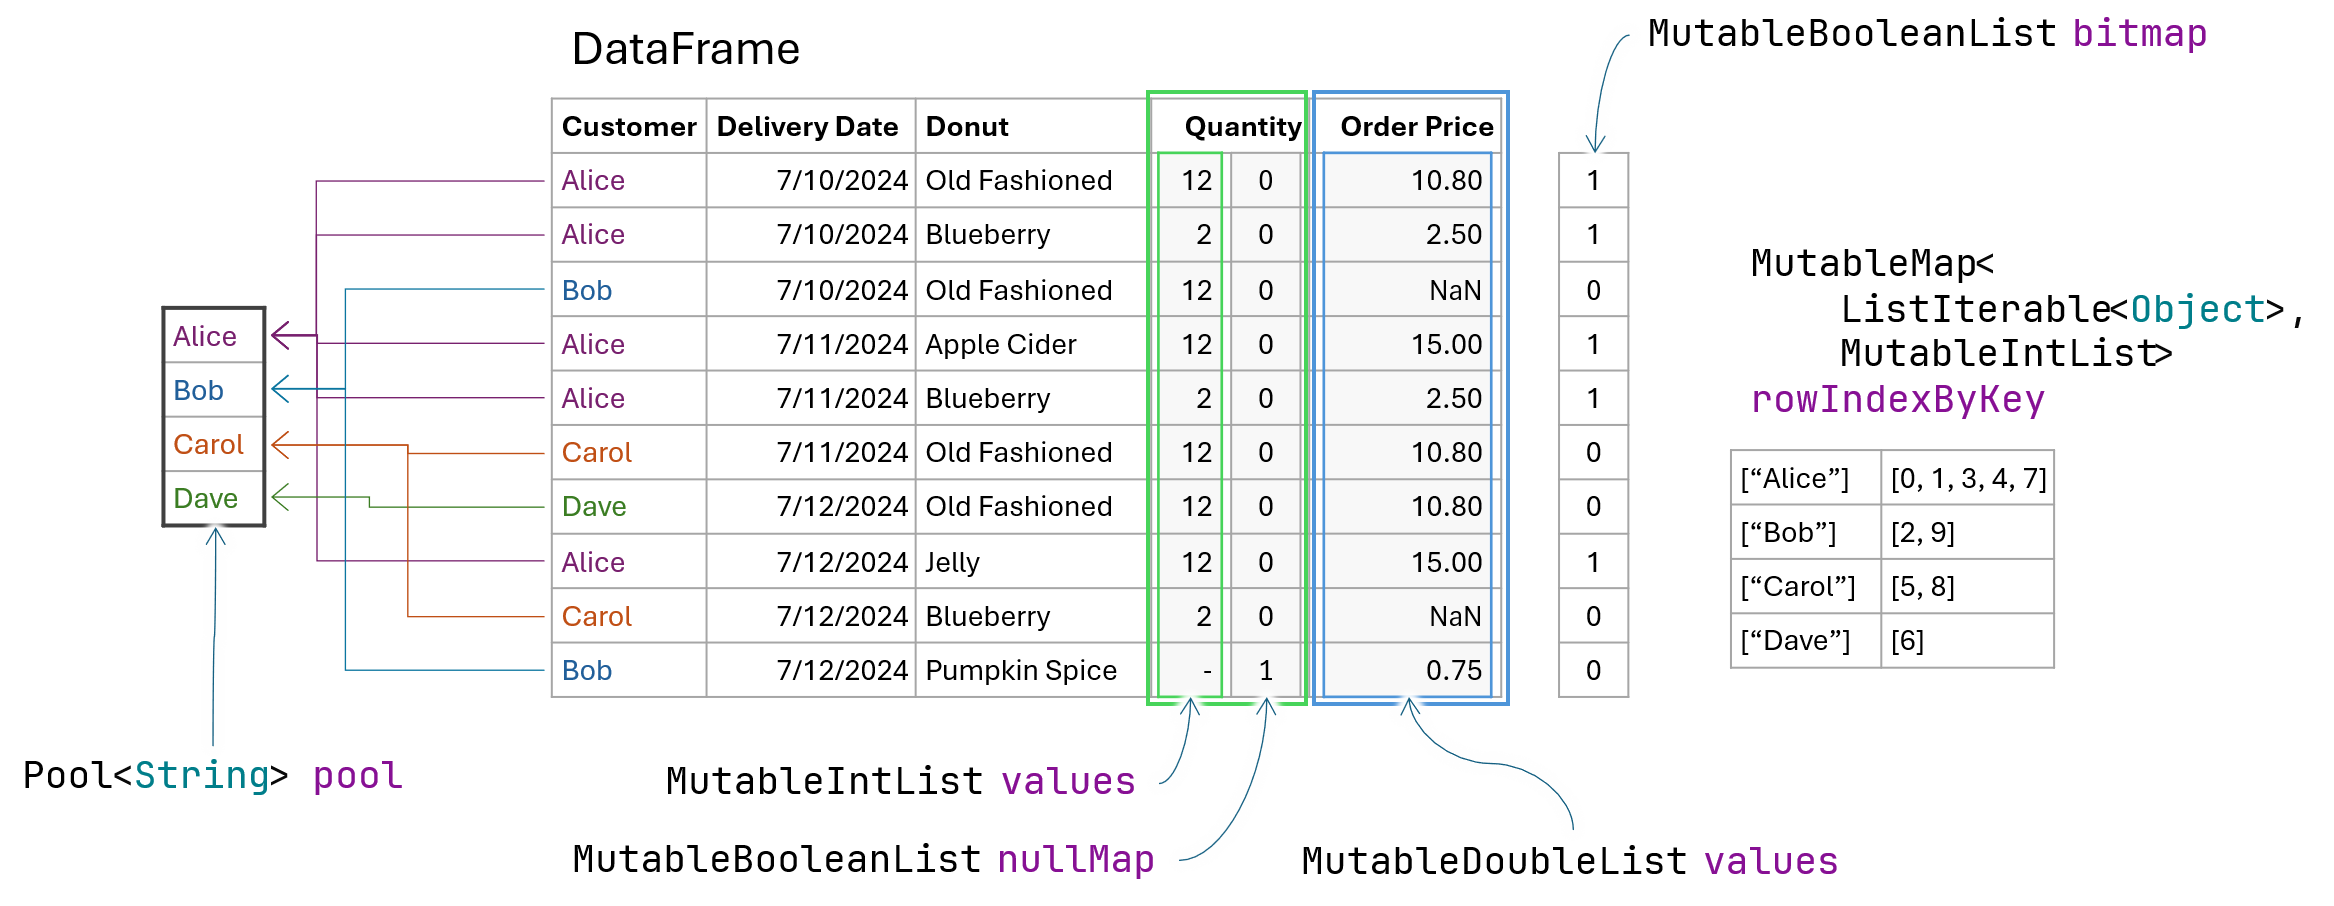 DataFrame
MutableBooleanList bitmap
Customer Delivery Date Donut Quantity Order Price
Alice 7/10/2024 Old Fashioned 12 0 10.80 1
Alice 7/10/2024 Blueberry 2 0 2.50 1
Bob 7/10/2024 Old Fashioned 12 0 NaN 0
Alice 7/11/2024 Apple Cider 12 0 15.00 1
Alice 7/11/2024 Blueberry 2 0 2.50 1
Carol 7/11/2024 Old Fashioned 12 0 10.80 0
Dave 7/12/2024 Old Fashioned 12 0 10.80 0
Alice 7/12/2024 Jelly 12 0 15.00 1
Carol 7/12/2024 Blueberry 2 0 NaN 0
Bob 7/12/2024 Pumpkin Spice - 1 0.75 0
Alice
Bob
Carol
Dave
MutableMap<
ListIterable<Object>,
MutableIntList>
rowIndexByKey
[“Alice”] [0, 1, 3, 4, 7]
[“Bob”] [2, 9]
[“Carol”] [5, 8]
[“Dave”] [6]
Pool<String> pool
MutableIntList values
MutableBooleanList nullMap
MutableDoubleList values